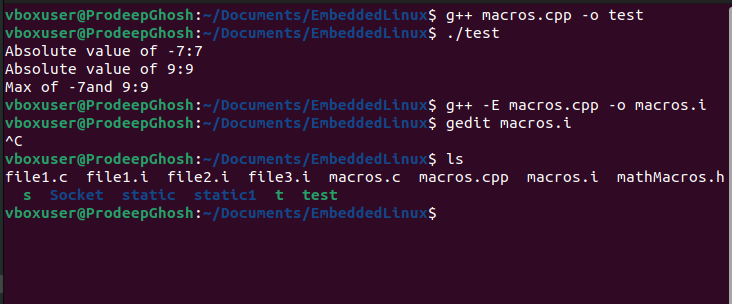 vboxuser@ProdeepGhosh:~/Documents/EmbeddedLinux$ g++ macros.cpp -o test
vboxuser@ProdeepGhosh:~/Documents/EmbeddedLinux$ ./test
Absolute value of -7:7
Absolute value of 9:9
Max of -7and 9:9
vboxuser@ProdeepGhosh:~/Documents/EmbeddedLinux$ g++ -E macros.cpp -o macros.i
vboxuser@ProdeepGhosh:~/Documents/EmbeddedLinux$ gedit macros.i
^C
vboxuser@ProdeepGhosh:~/Documents/EmbeddedLinux$ ls
file1.c  file1.i  file2.i  file3.i  macros.c  macros.cpp  macros.i  mathMacros.h
  s  Socket  static  static1  t  test
vboxuser@ProdeepGhosh:~/Documents/EmbeddedLinux$